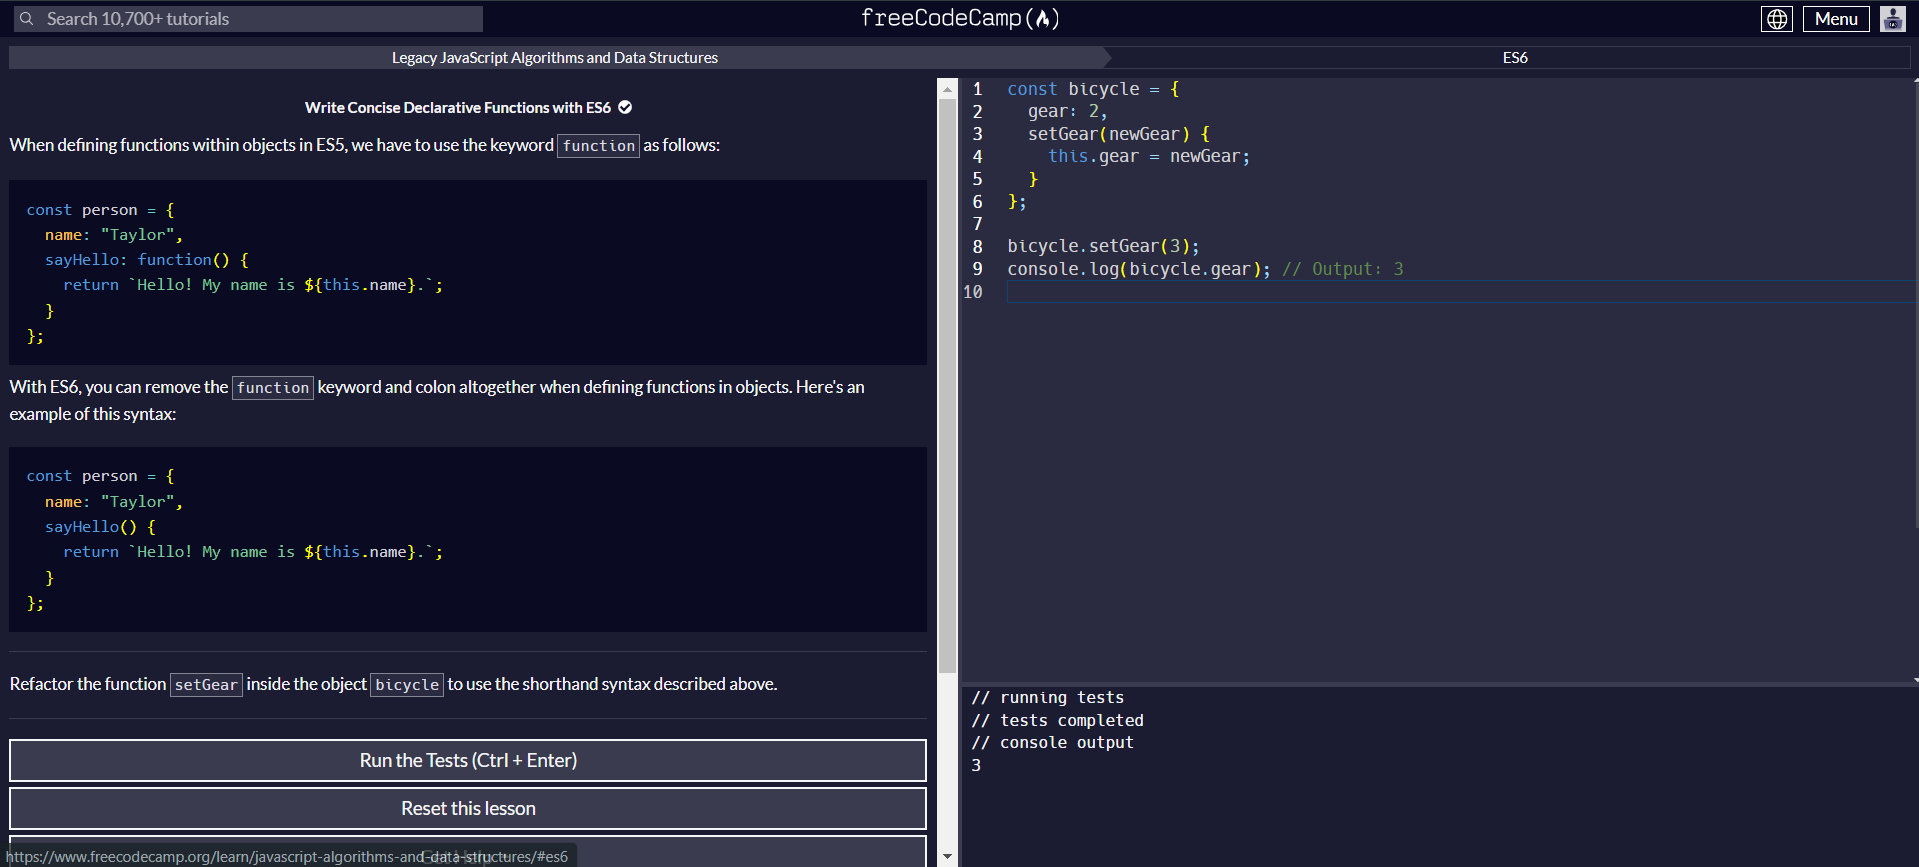 Search 10,700+ tutorials
freeCodeCamp
Menu
Legacy JavaScript Algorithms and Data Structures
ES6
Write Concise Declarative Functions with ES6
When defining functions within objects in ES5, we have to use the keyword function as follows:
const person = {
  name: "Taylor",
  sayHello: function() {
    return `Hello! My name is ${this.name}.`;
  }
};
With ES6, you can remove the function keyword and colon altogether when defining functions in objects. Here's an
example of this syntax:
const person = {
  name: "Taylor",
  sayHello() {
    return `Hello! My name is ${this.name}.`;
  }
};
Refactor the function setGear inside the object bicycle to use the shorthand syntax described above.
Run the Tests (Ctrl + Enter)
Reset this lesson
Get Help
https://www.freecodecamp.org/learn/javascript-algorithms-and-data-structures/#es6
1 const bicycle = {
2   gear: 2,
3   setGear(newGear) {
4     this.gear = newGear;
5   }
6 };
7
8 bicycle.setGear(3);
9 console.log(bicycle.gear); // Output: 3
10
// running tests
// tests completed
// console output
3